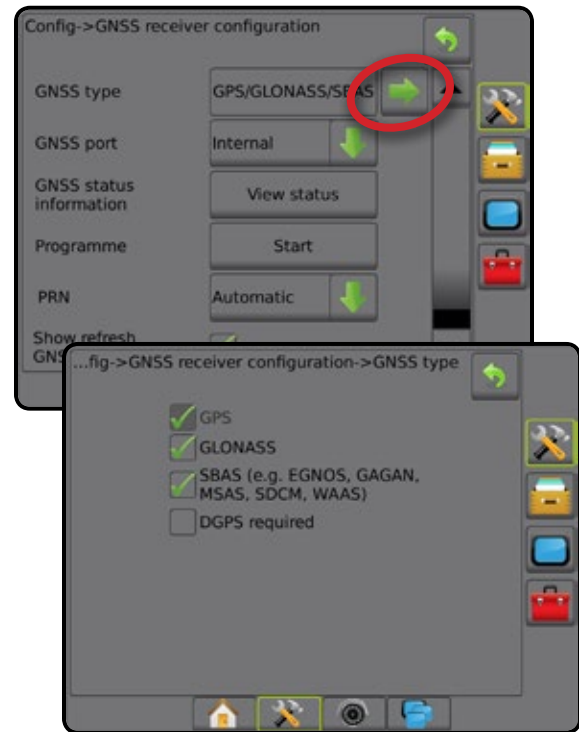 Config->GNSS receiver configuration
GNSS type GPS/GLONASS/SBAS
GNSS port Internal
GNSS status
information View status
Programme Start
PRN Automatic
Show refresh
...fig->GNSS receiver configuration->GNSS type
GPS
GLONASS
SBAS (e.g. EGNOS, GAGAN,
MSAS, SDCM, WAAS)
DGPS required